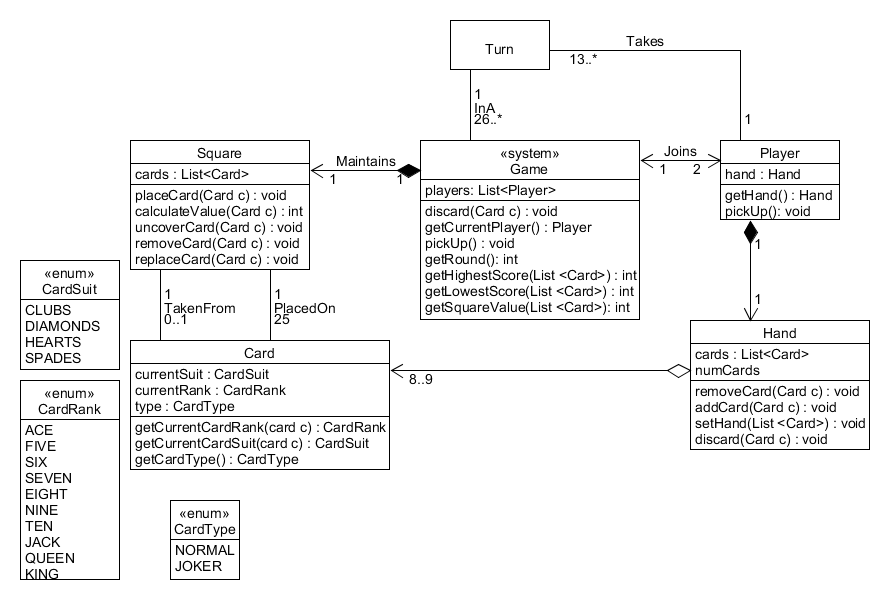 Turn
Takes
13..*
1
InA
26..*
1
Square
cards : List<Card>
placeCard(Card c) : void
calculateValue(Card c) : int
uncoverCard(Card c) : void
removeCard(Card c) : void
replaceCard(Card c) : void
Maintains
1
1
«system»
Game
players: List<Player>
discard(Card c) : void
getCurrentPlayer() : Player
pickUp() : void
getRound(): int
getHighestScore(List <Card>) : int
getLowestScore(List <Card>) : int
getSquareValue(List <Card>): int
Joins
1
2
Player
hand : Hand
getHand() : Hand
pickUp(): void
1
1
«enum»
CardSuit
CLUBS
DIAMONDS
HEARTS
SPADES
1
TakenFrom
0..1
1
PlacedOn
25
Card
currentSuit : CardSuit
currentRank : CardRank
type : CardType
getCurrentCardRank(card c) : CardRank
getCurrentCardSuit(card c) : CardSuit
getCardType() : CardType
8..9
Hand
cards : List<Card>
numCards
removeCard(Card c) : void
addCard(Card c) : void
setHand(List <Card>) : void
discard(Card c) : void
«enum»
CardRank
ACE
FIVE
SIX
SEVEN
EIGHT
NINE
TEN
JACK
QUEEN
KING
«enum»
CardType
NORMAL
JOKER